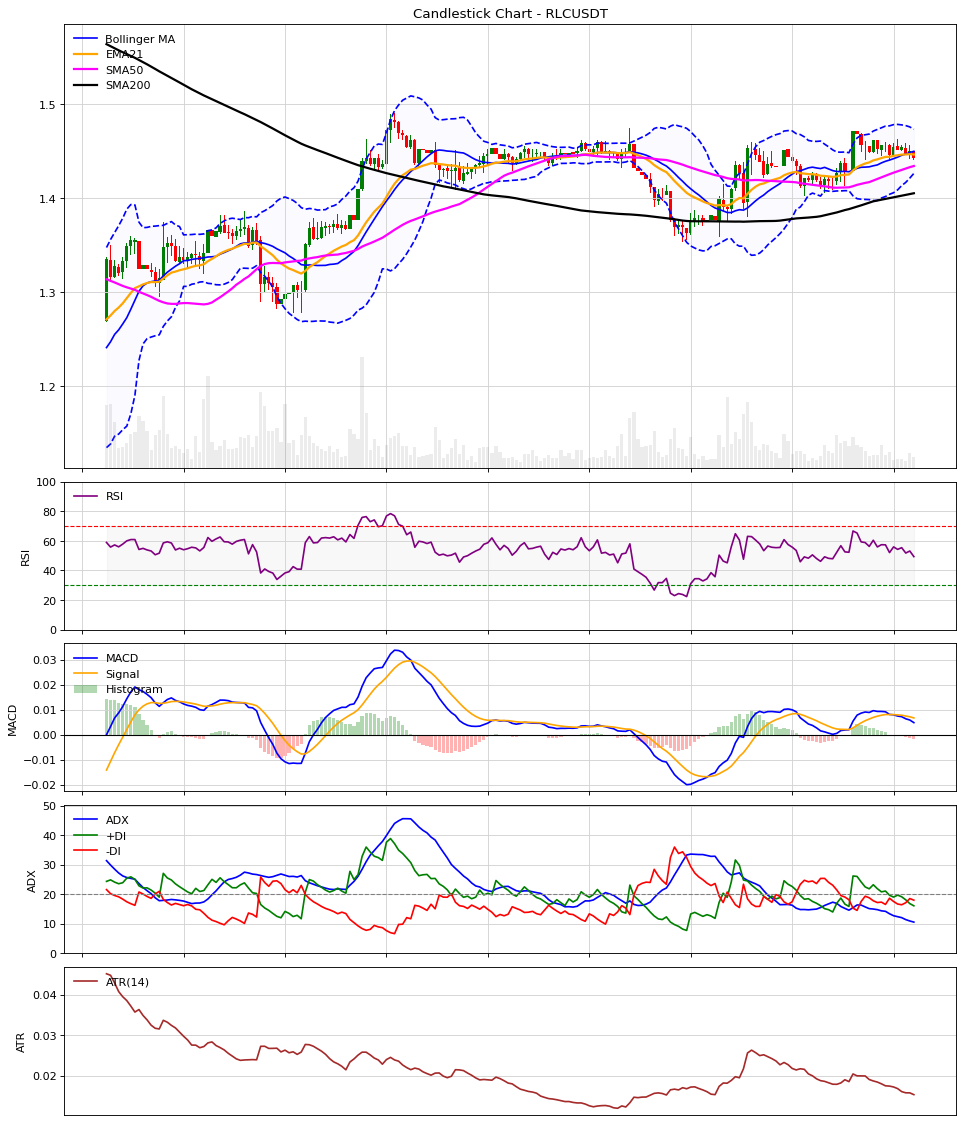 Candlestick Chart - RLCUSDT
Bollinger MA
EMA21
SMA50
SMA200
1.5
1.4
1.3
1.2
RSI
100
80
60
40
20
0
RSI
MACD
Signal
Histogram
0.03
0.02
0.01
0.00
−0.01
−0.02
MACD
ADX
+DI
-DI
50
40
30
20
10
0
ADX
ATR(14)
0.04
0.03
0.02
ATR